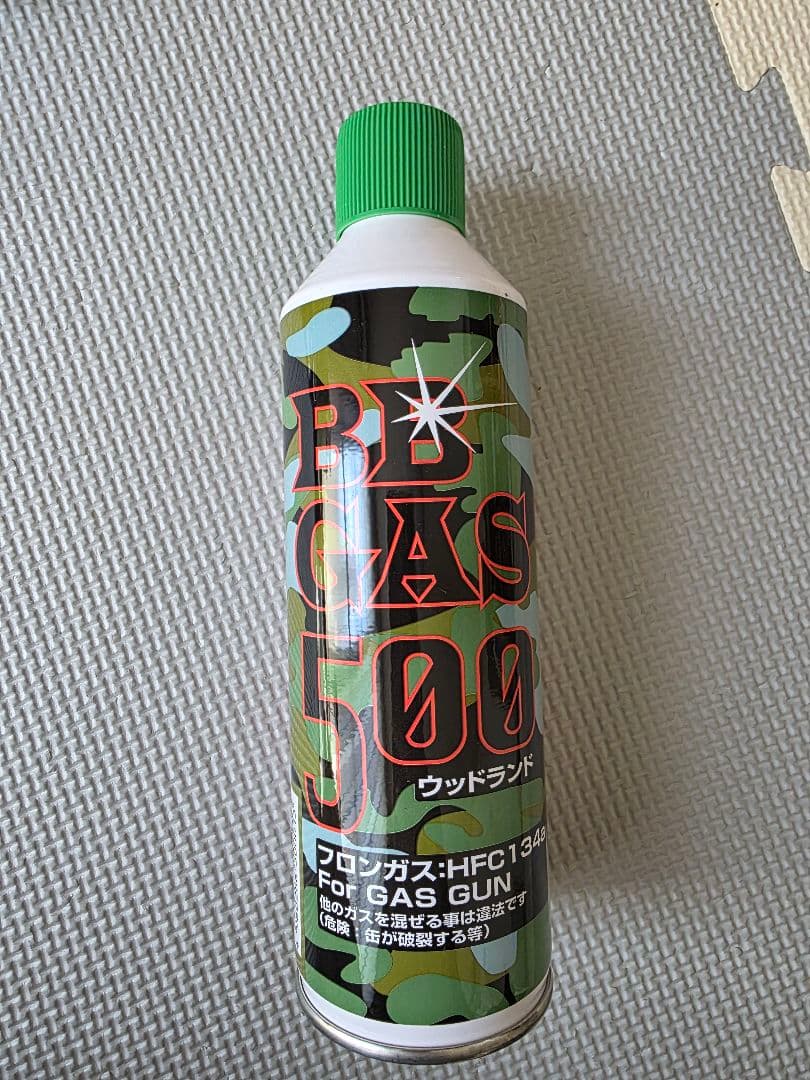 BB
GAS
500
ウッドランド
フロンガス:HFC134a
For GAS GUN
他のガスを混ぜる事は違法です
(危険:缶が破裂する等)